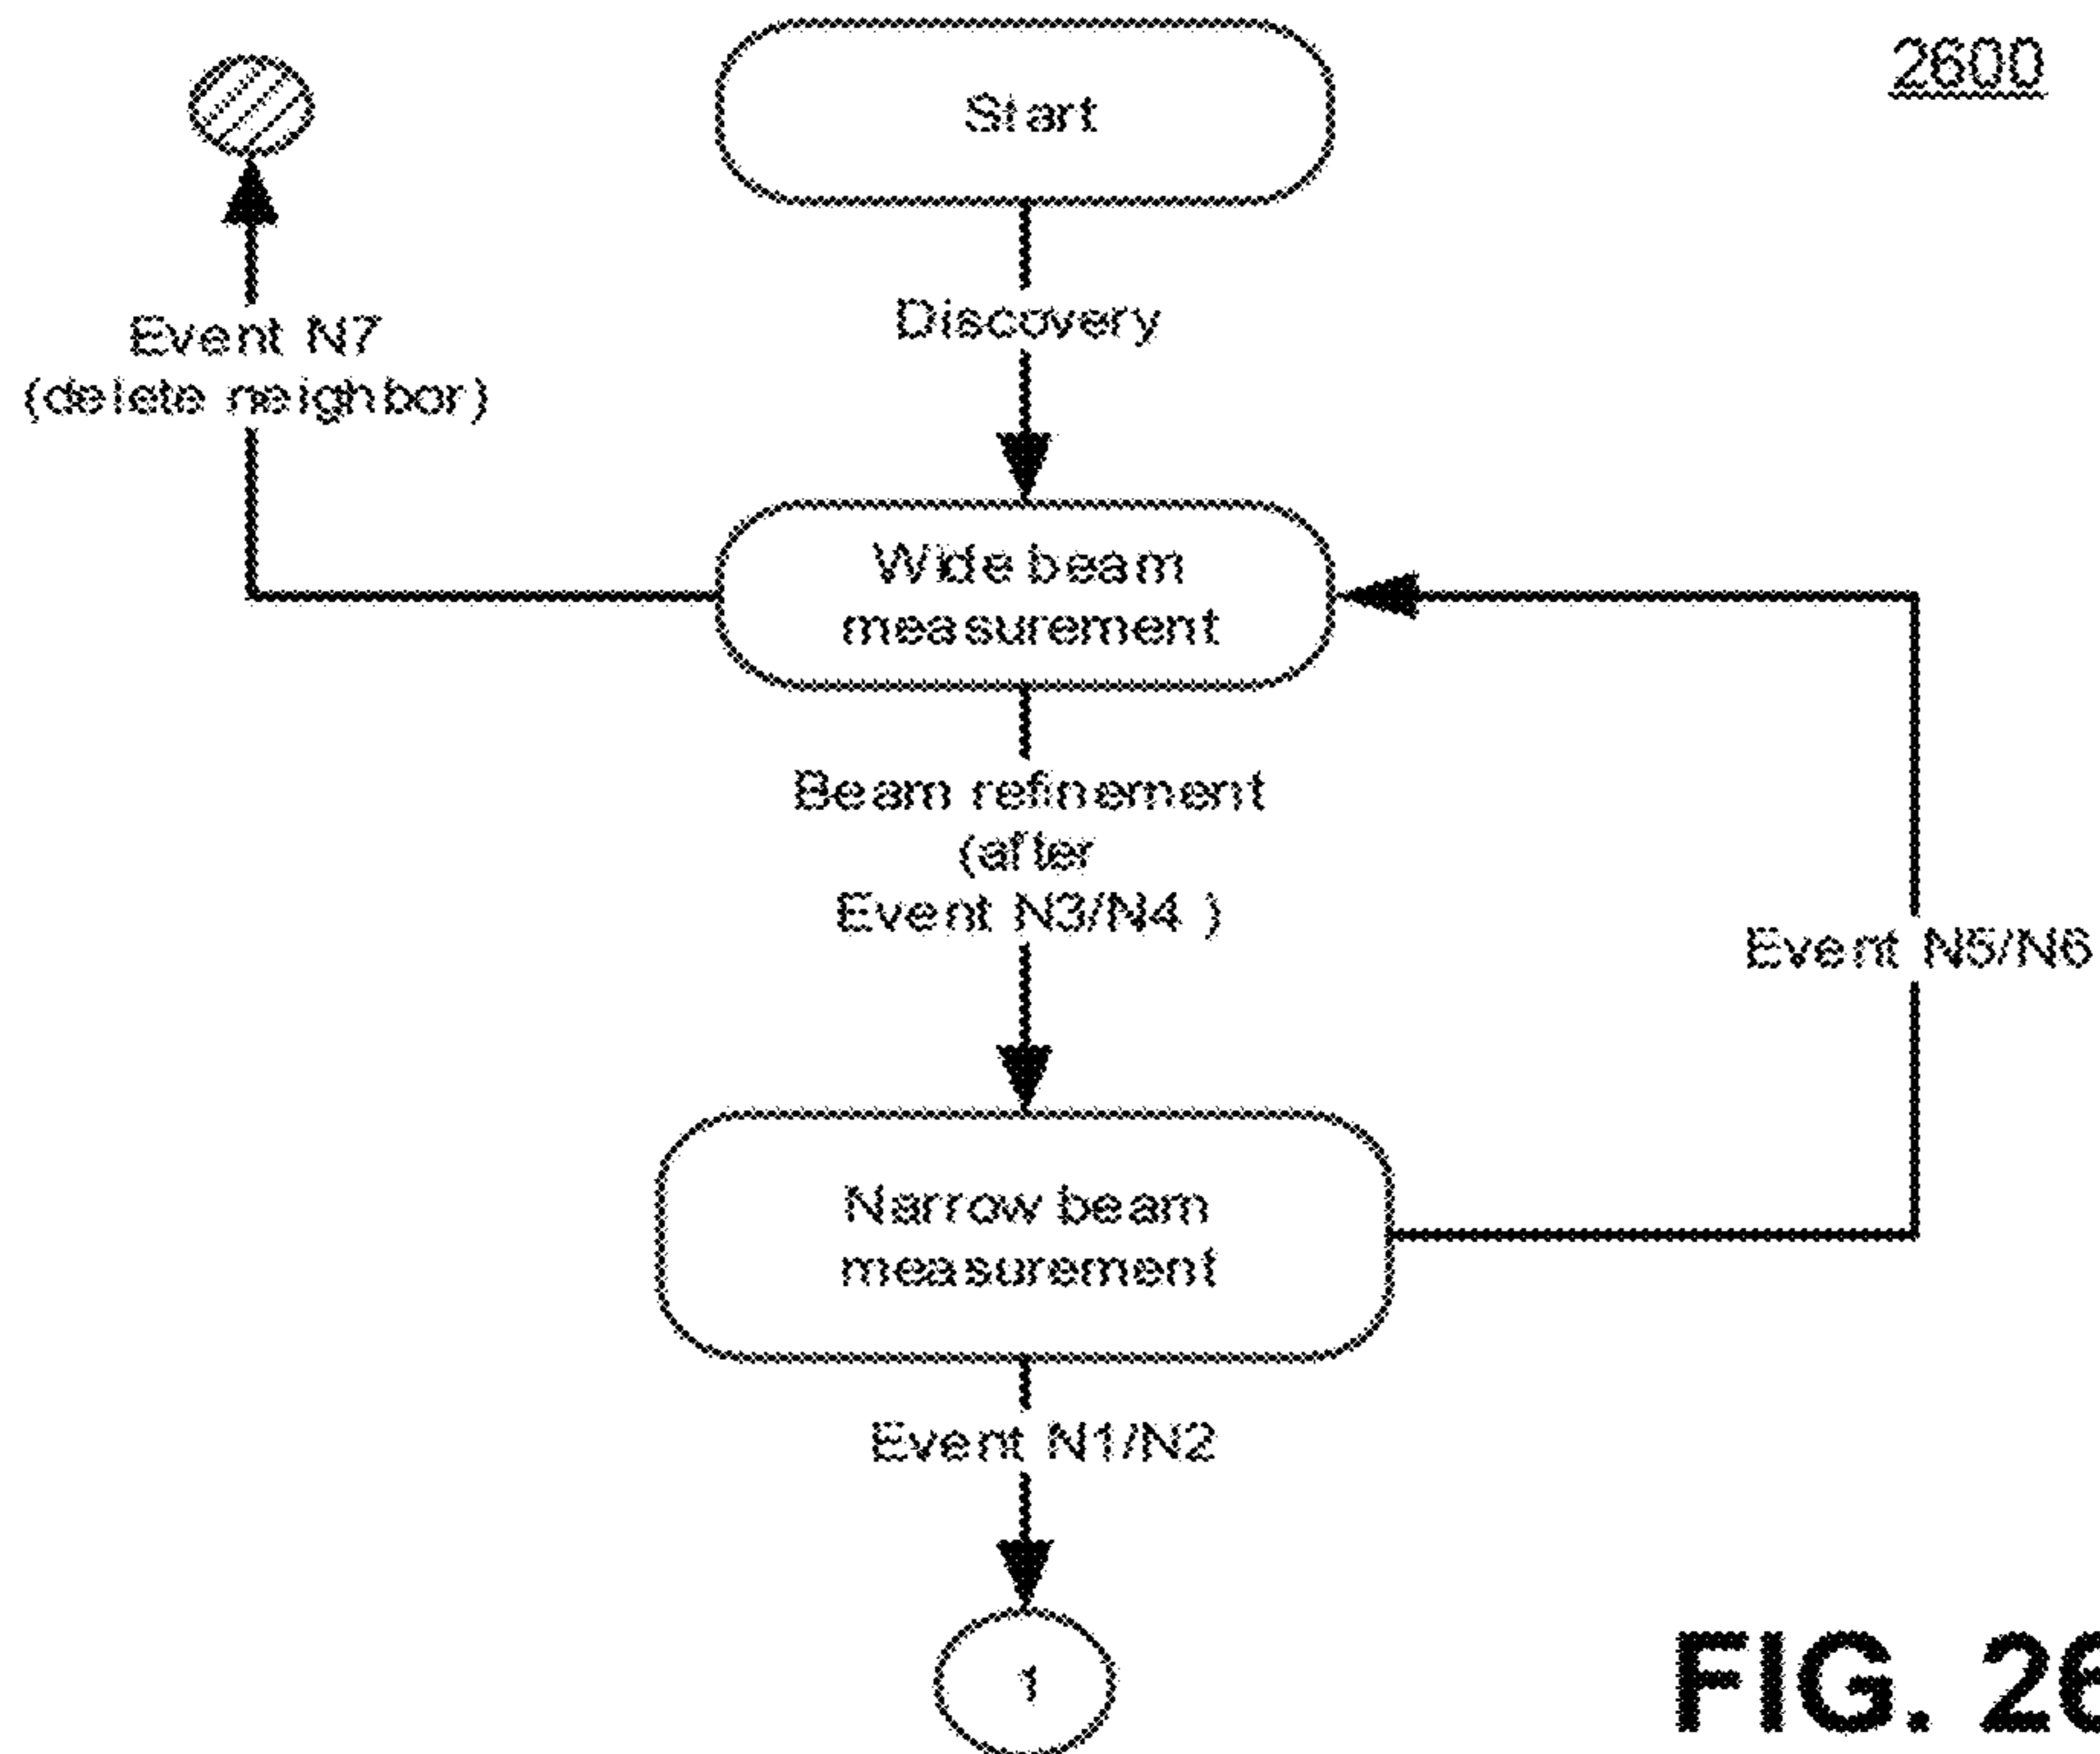 2600
Start
Discovery
Event N7
(delete neighbor)
Wide beam
measurement
Beam refinement
(after
Event N3/N4 )
Event N5/N6
Narrow beam
measurement
Event N1/N2
1
FIG. 26